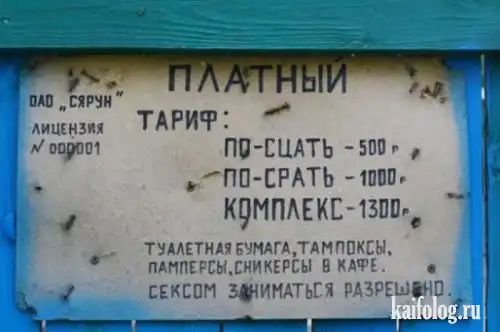 ПЛАТНЫЙ
ОАО „СЯРУН"
ЛИЦЕНЗИЯ
N 000001
ТАРИФ:
ПО-СЦАТЬ - 500 г
ПО-СРАТЬ - 1000 г
КОМПЛЕКС - 1300 г.
ТУАЛЕТНАЯ БУМАГА, ТАМПОКСЫ,
ПАМПЕРСЫ, СНИКЕРСЫ В КАФЕ.
СЕКСОМ ЗАНИМАТЬСЯ РАЗРЕШЕНО.
kaifolog.ru